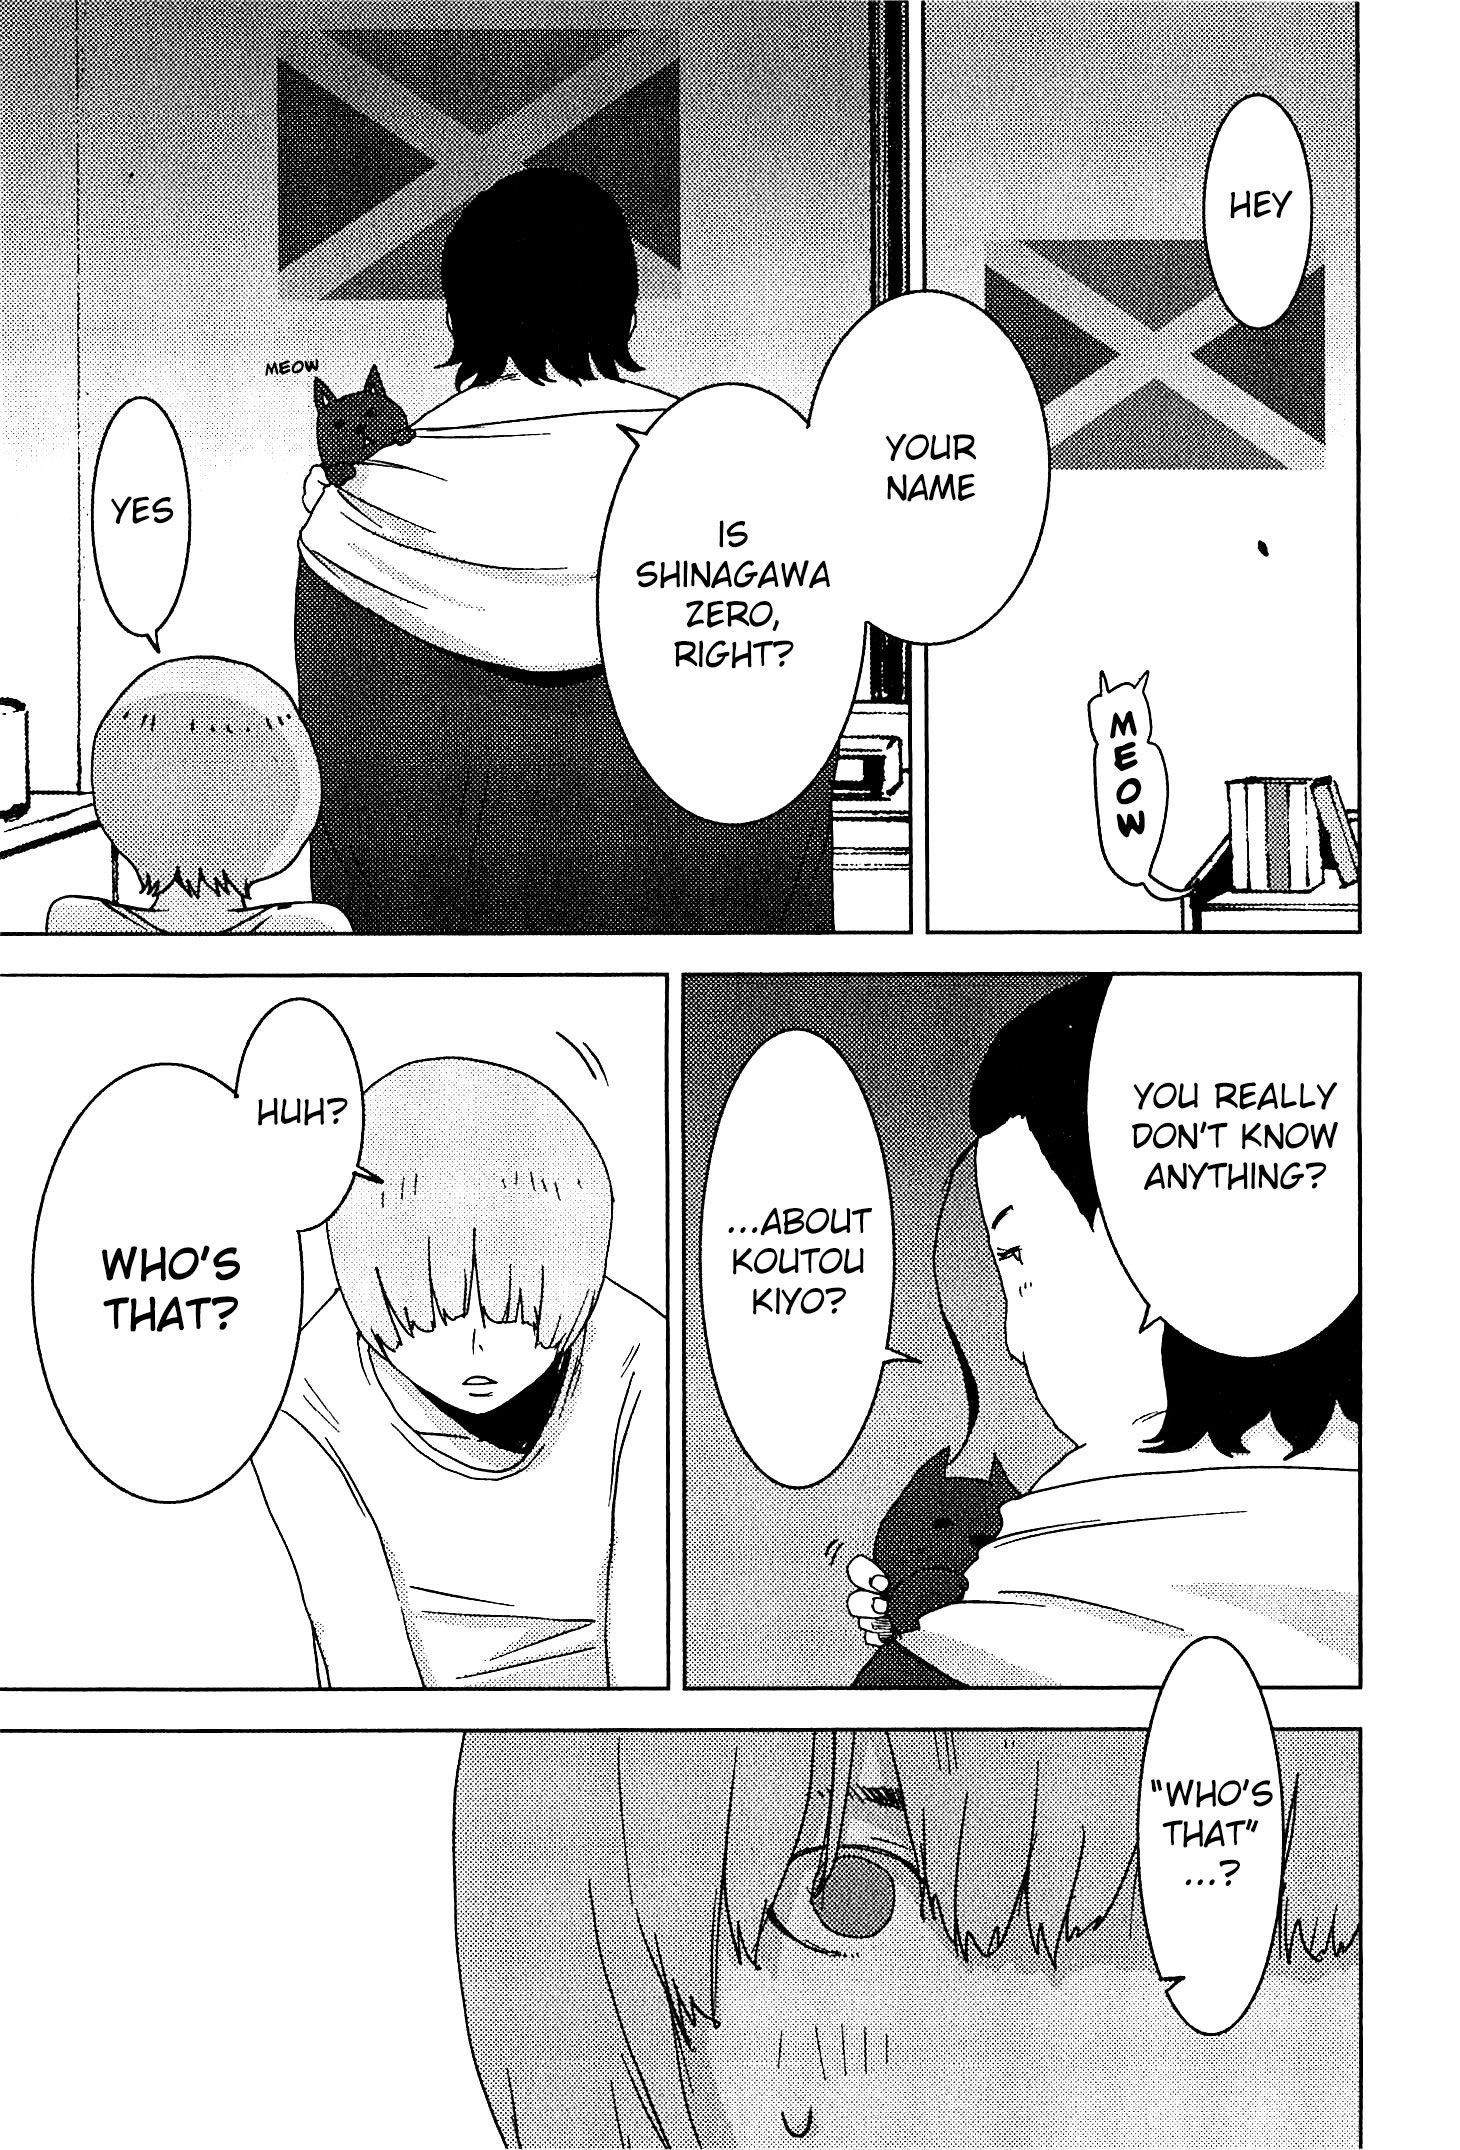 HEY
MEOW
YOUR
NAME
IS
SHINAGAWA
ZERO,
RIGHT?
MEOW
YES
YOU REALLY
DON'T KNOW
ANYTHING?
...ABOUT
KOUTOU
KIYO?
HUH?
WHO'S
THAT?
"WHO'S
THAT"
...?